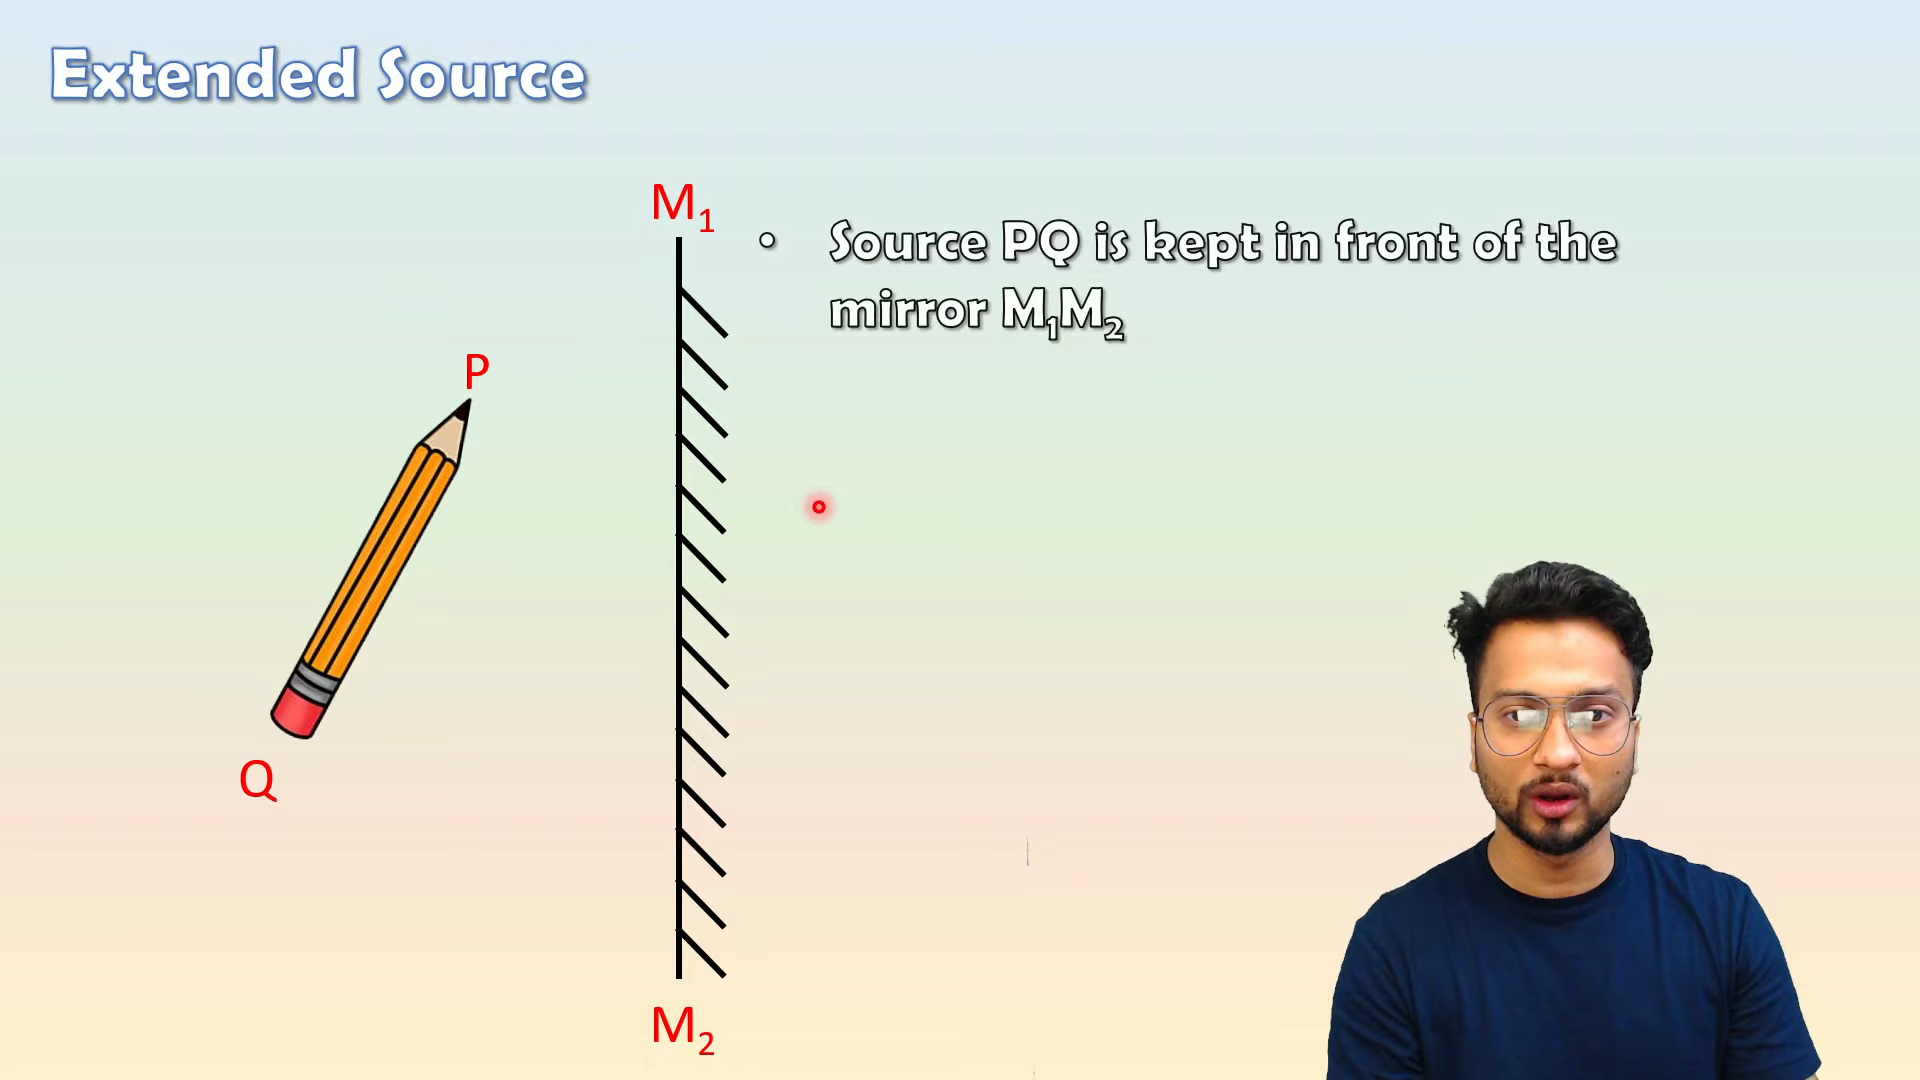 Extended Source
M₁
• Source PQ is kept in front of the
mirror M₁M₂
P
Q
M₂